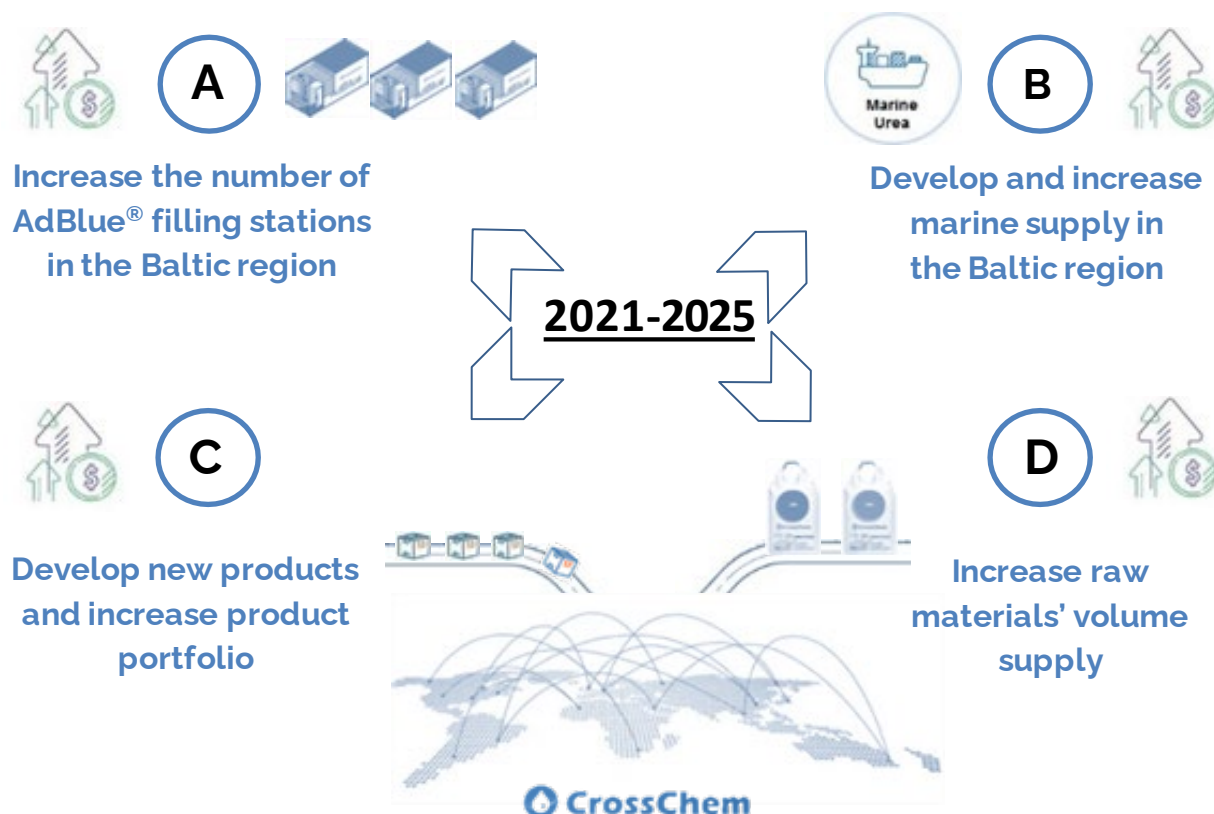 A
Increase the number of
AdBlue® filling stations
in the Baltic region
Marine
Urea
B
Develop and increase
marine supply in
the Baltic region
2021-2025
C
Develop new products
and increase product
portfolio
D
Increase raw
materials’ volume
supply
CrossChem